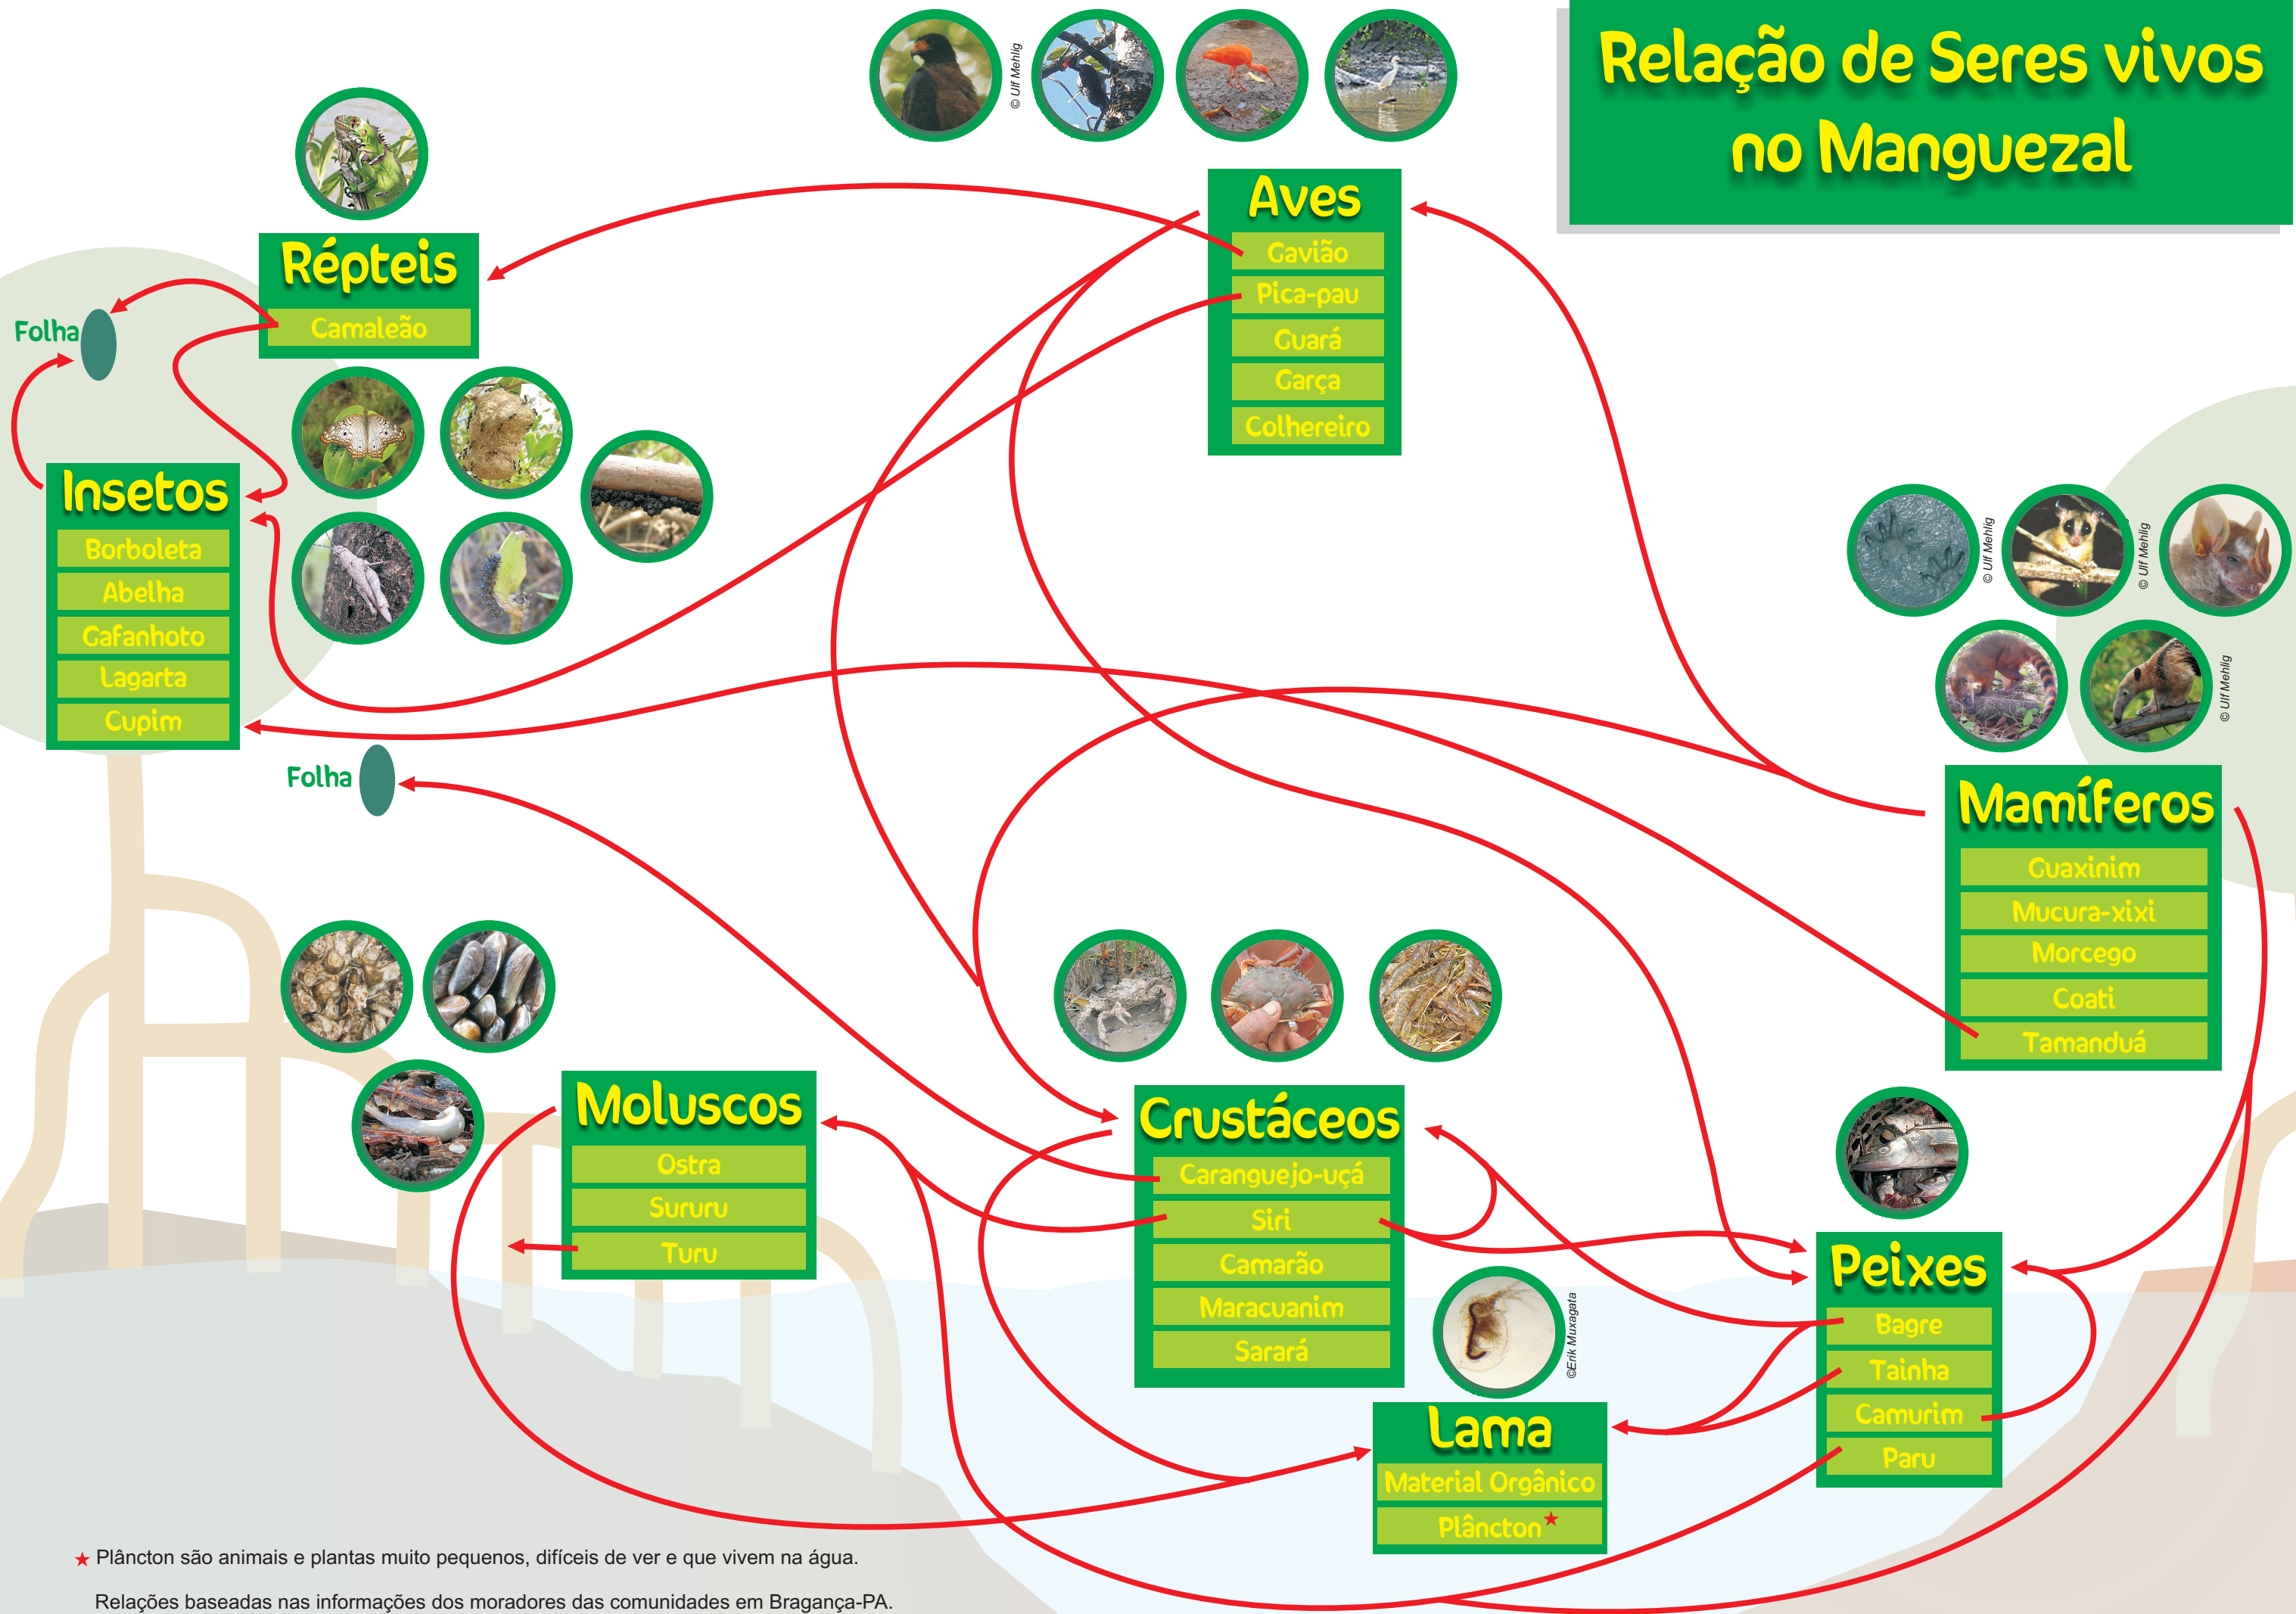 Relação de Seres vivos
no Manguezal
© Ulf Mehlig
Aves
Gavião
Pica-pau
Guará
Garça
Colhereiro
Répteis
Camaleão
Folha
Insetos
Borboleta
Abelha
Gafanhoto
Lagarta
Cupim
Folha
© Ulf Mehlig
© Ulf Mehlig
© Ulf Mehlig
Mamíferos
Guaxinim
Mucura-xixi
Morcego
Coati
Tamanduá
Moluscos
Ostra
Sururu
Turu
Crustáceos
Caranguejo-uçá
Siri
Camarão
Maracuanim
Sarará
©Erik Muxagata
Peixes
Bagre
Tainha
Camurim
Paru
Lama
Material Orgânico
Plâncton★
★ Plâncton são animais e plantas muito pequenos, difíceis de ver e que vivem na água.
Relações baseadas nas informações dos moradores das comunidades em Bragança-PA.